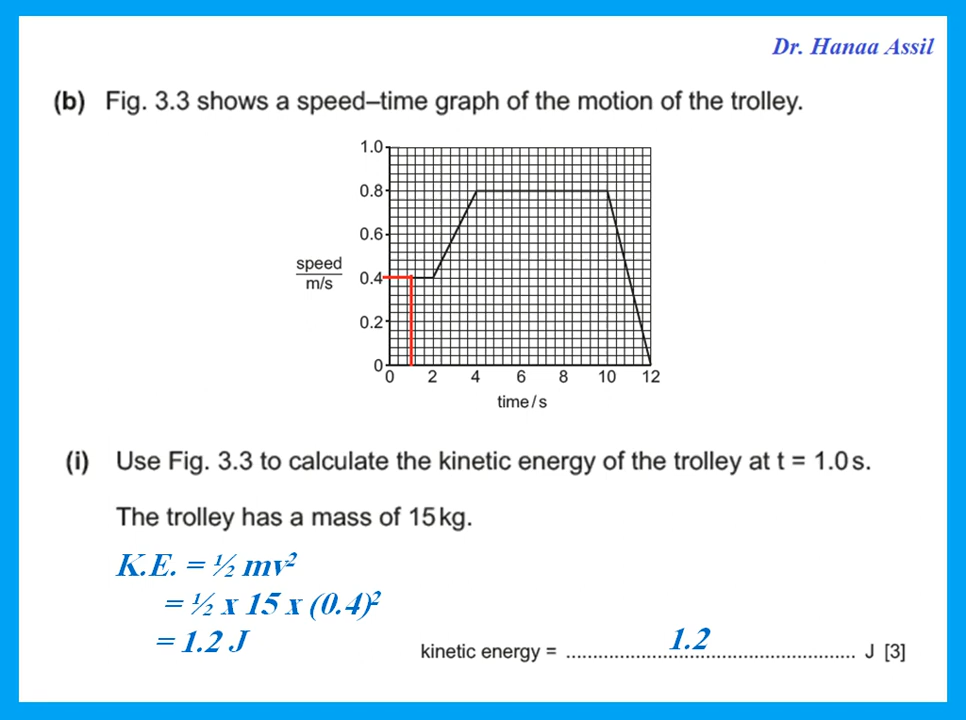 Dr. Hanaa Assil
(b) Fig. 3.3 shows a speed–time graph of the motion of the trolley.
1.0
0.8
0.6
speed
m/s
0.4
0.2
0
0 2 4 6 8 10 12
time / s
(i) Use Fig. 3.3 to calculate the kinetic energy of the trolley at t = 1.0 s.
The trolley has a mass of 15 kg.
K.E. = ½ mv²
= ½ x 15 x (0.4)²
= 1.2 J
kinetic energy = ........ 1.2 ........ J [3]